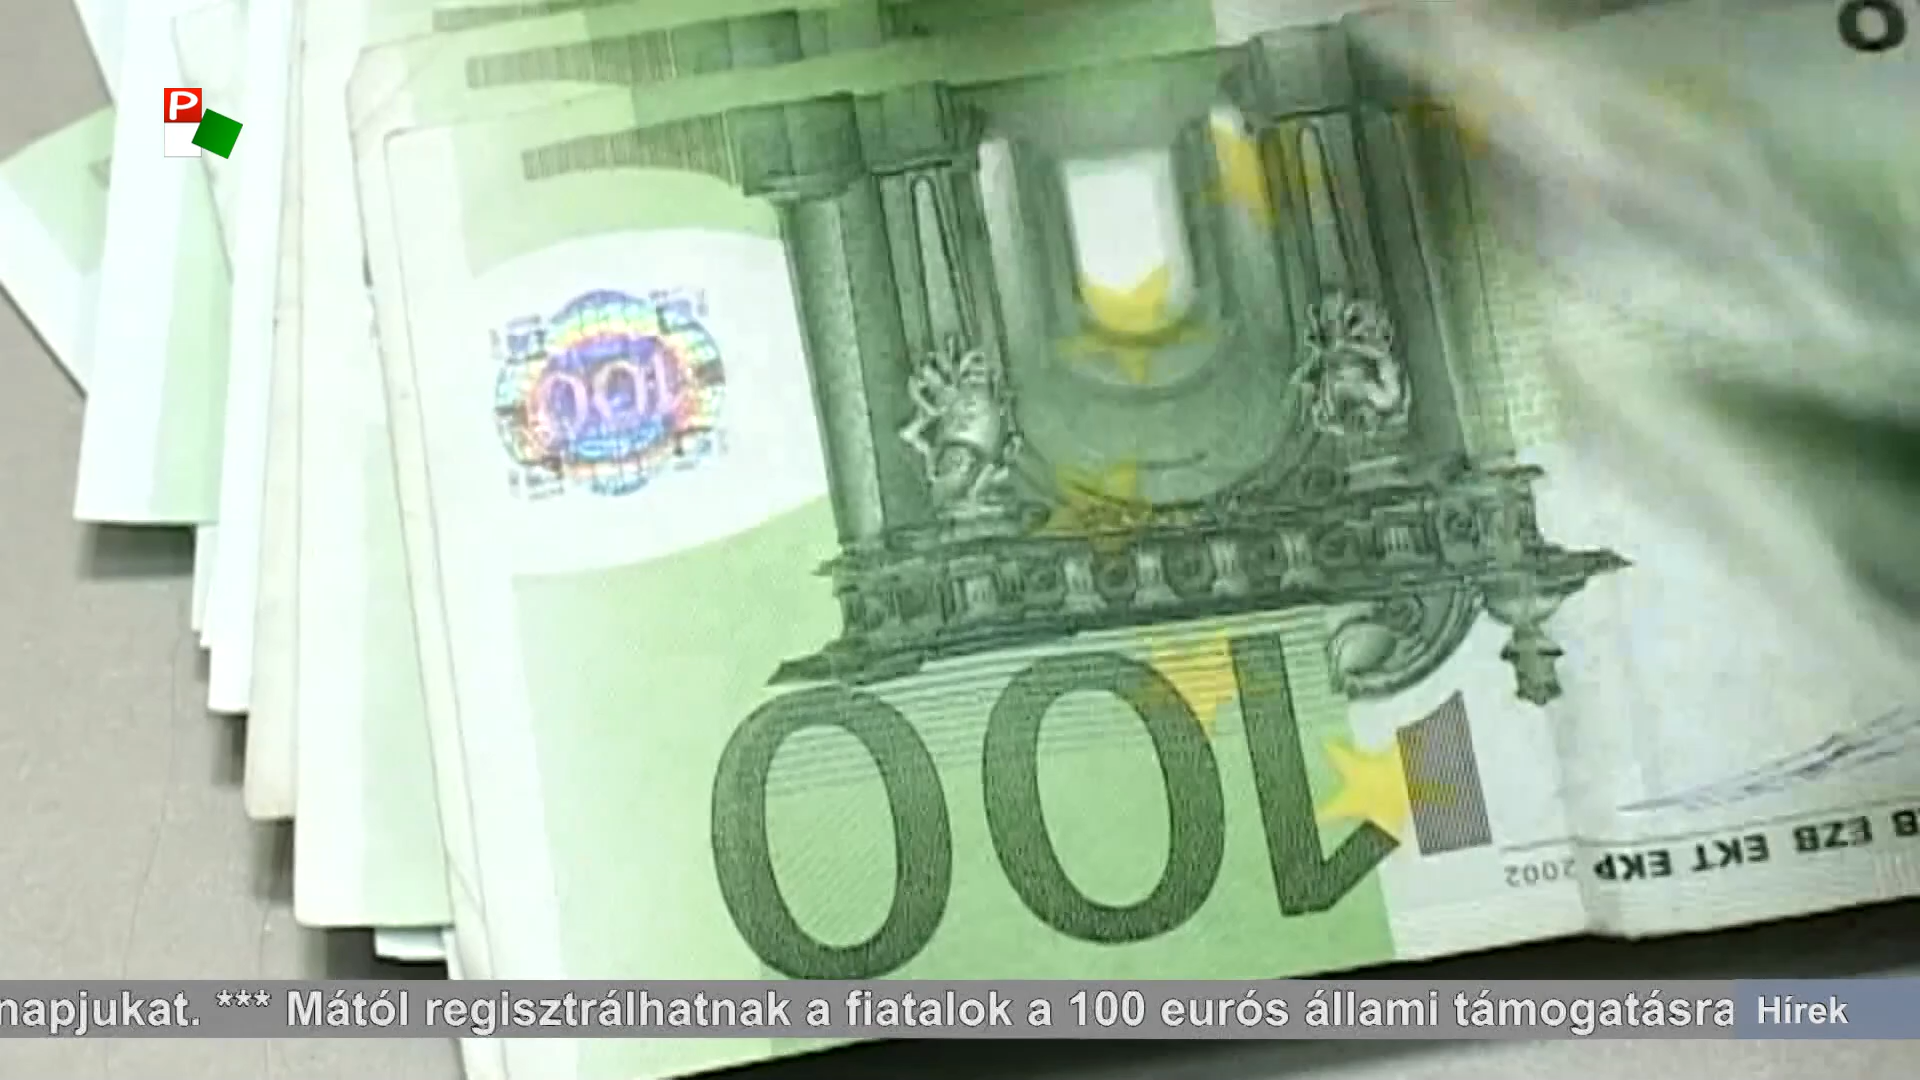 P
100
100
2002 EKP EKT EZB
napjukat. *** Mától regisztrálhatnak a fiatalok a 100 eurós állami támogatásra
Hírek